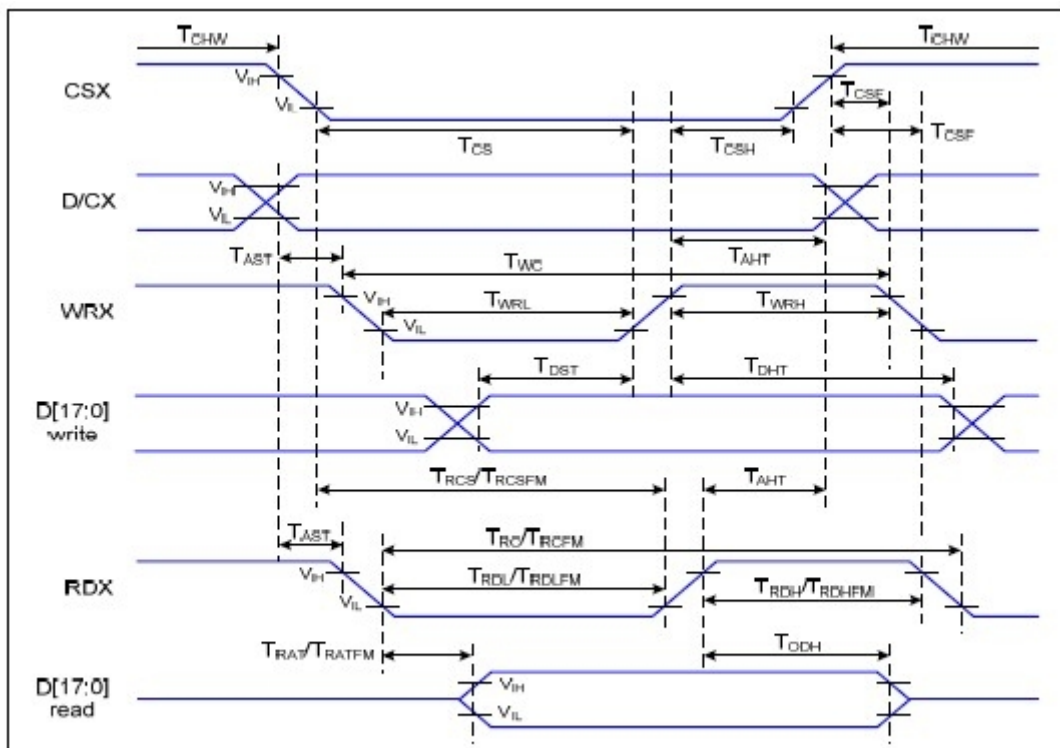 TCHW TCHW
VIH
CSX TCSF
VIL
TCS TCSH TCSF
D/CX VIH
VIL
TAST TWC TAHT
WRX VIH TWRL TWRH
VIL
TDST TDHT
D[17:0] VIH
write VIL
TRCS/TRCSFM TAHT
TAST TRC/TRCFM
RDX VIH TRDL/TRDLFM TRDH/TRDHFM
VIL
TRAT/TRATFM TODH
D[17:0] VIH
read VIL